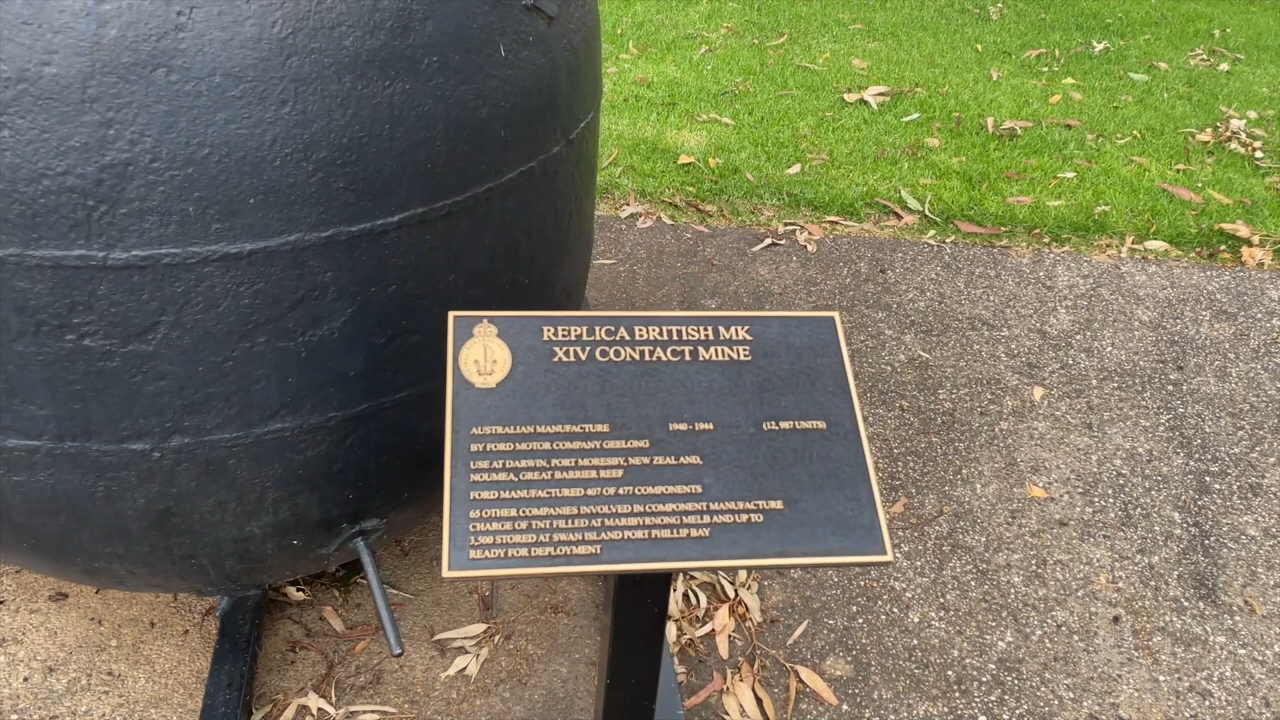 REPLICA BRITISH MK
XIV CONTACT MINE
AUSTRALIAN MANUFACTURE 1940 - 1944 (12, 987 UNITS)
BY FORD MOTOR COMPANY GEELONG
USE AT DARWIN, PORT MORESBY, NEW ZEAL AND,
NOUMEA, GREAT BARRIER REEF
FORD MANUFACTURED 407 OF 477 COMPONENTS
65 OTHER COMPANIES INVOLVED IN COMPONENT MANUFACTURE
CHARGE OF TNT FILLED AT MARIBYRNONG MELB AND UP TO
3,500 STORED AT SWAN ISLAND PORT PHILLIP BAY
READY FOR DEPLOYMENT